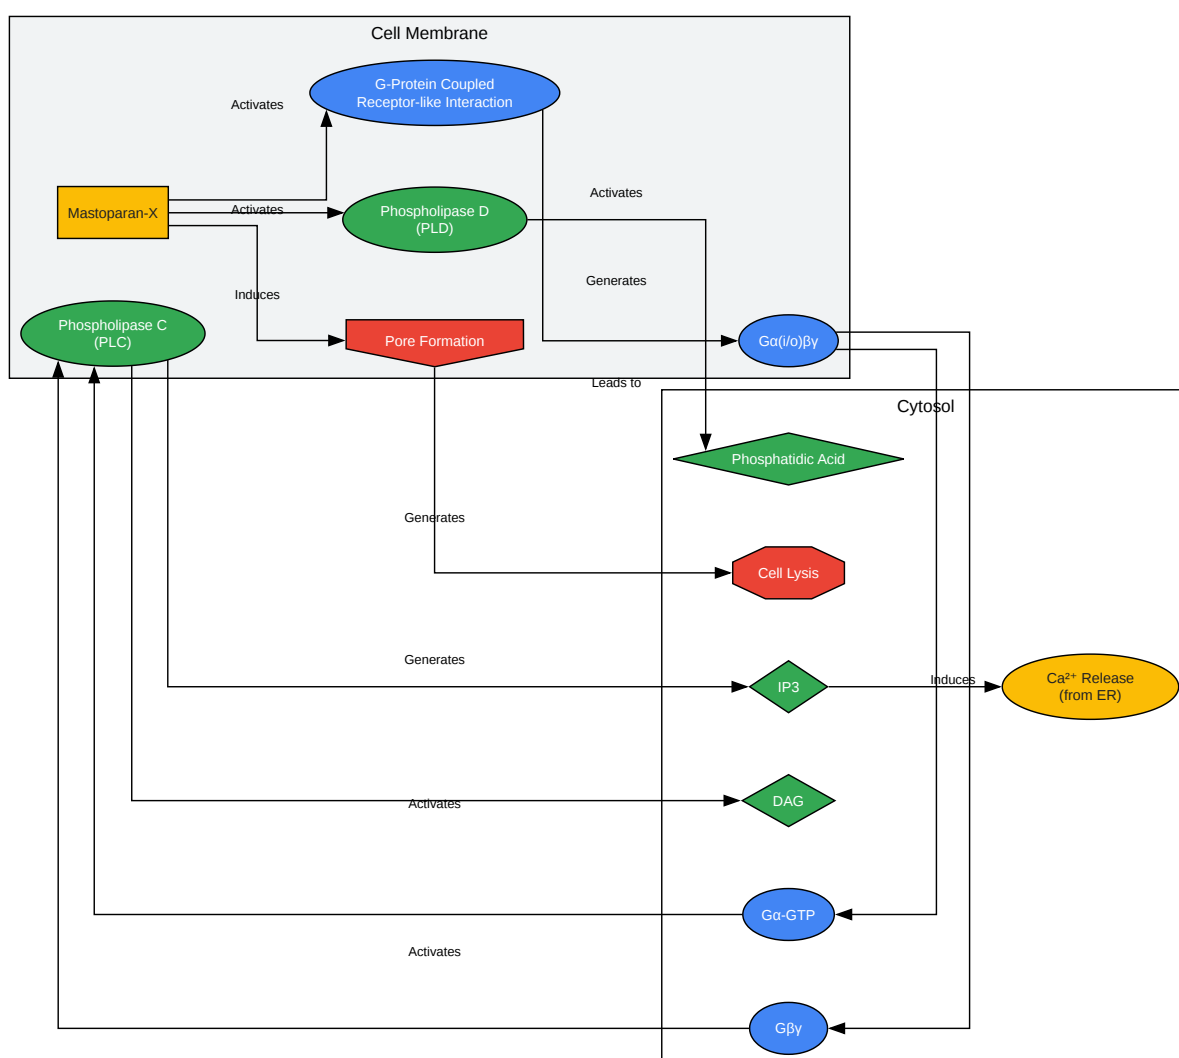 Cell Membrane
G-Protein Coupled
Receptor-like Interaction
Activates
Mastoparan-X
Activates
Phospholipase D
(PLD)
Activates
Generates
Induces
Phospholipase C
(PLC)
Pore Formation
Gα(i/o)βγ
Leads to
Cytosol
Phosphatidic Acid
Generates
Cell Lysis
Generates
IP3
Induces
Ca²⁺ Release
(from ER)
Activates
DAG
Gα-GTP
Activates
Gβγ